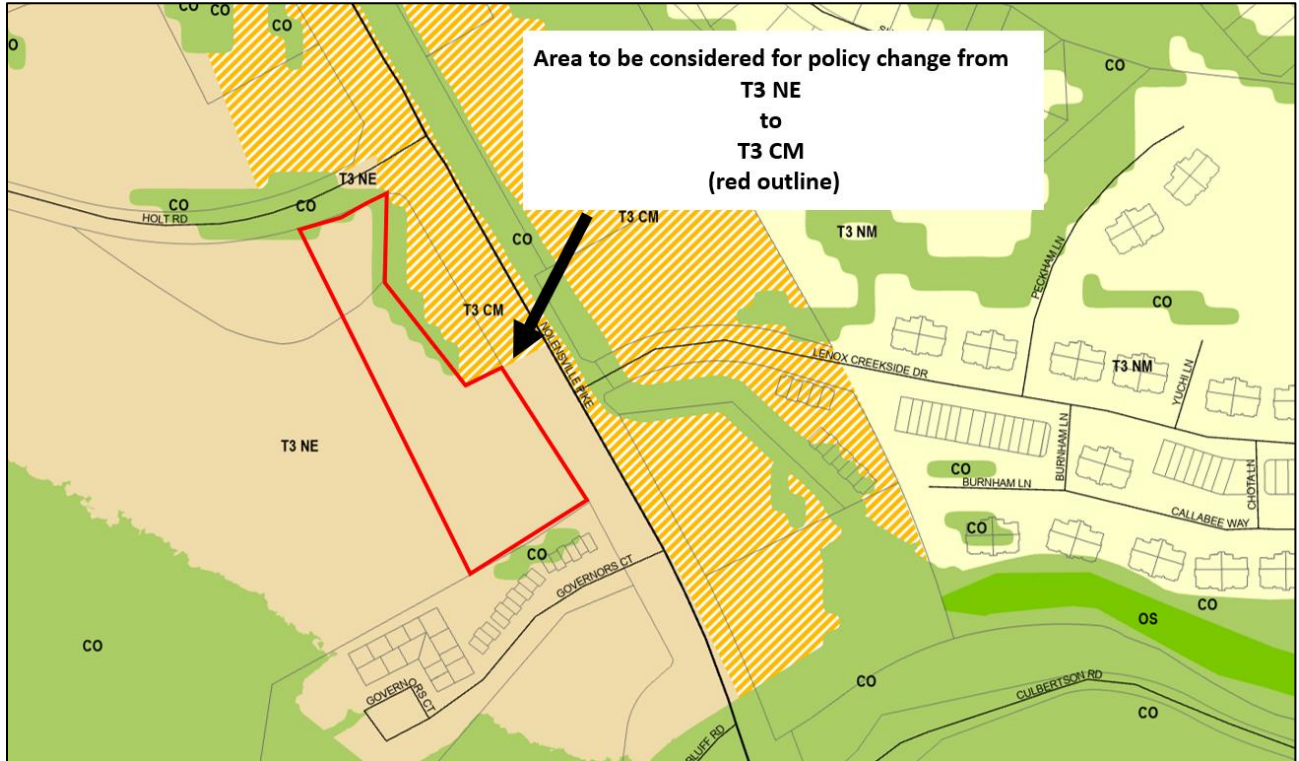 CO
CO
CO
O
Area to be considered for policy change from
T3 NE
to
T3 CM
(red outline)
CO
T3 NE
CO
CO
HOLT RD
T3 CM
CO
T3 NM
PECKHAM LN
CO
T3 CM
NOLENSVILLE PIKE
LENOX CREEKSIDE DR
T3 NM
YUCHI LN
T3 NE
BURNHAM LN
CO
BURNHAM LN
CHOTA LN
CALLABEE WAY
CO
CO
GOVERNORS CT
CO
OS
CO
GOVERNORS CT
CO
CULBERTSON RD
CO
BLUFF RD